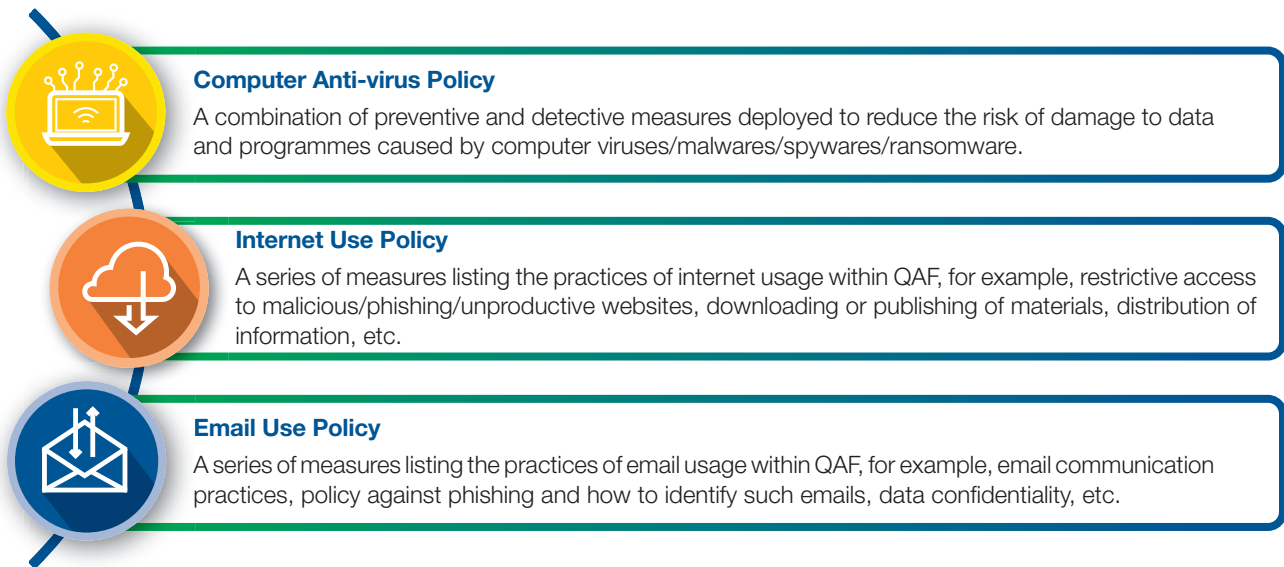 Computer Anti-virus Policy
A combination of preventive and detective measures deployed to reduce the risk of damage to data
and programmes caused by computer viruses/malwares/spywares/ransomware.
Internet Use Policy
A series of measures listing the practices of internet usage within QAF, for example, restrictive access
to malicious/phishing/unproductive websites, downloading or publishing of materials, distribution of
information, etc.
Email Use Policy
A series of measures listing the practices of email usage within QAF, for example, email communication
practices, policy against phishing and how to identify such emails, data confidentiality, etc.